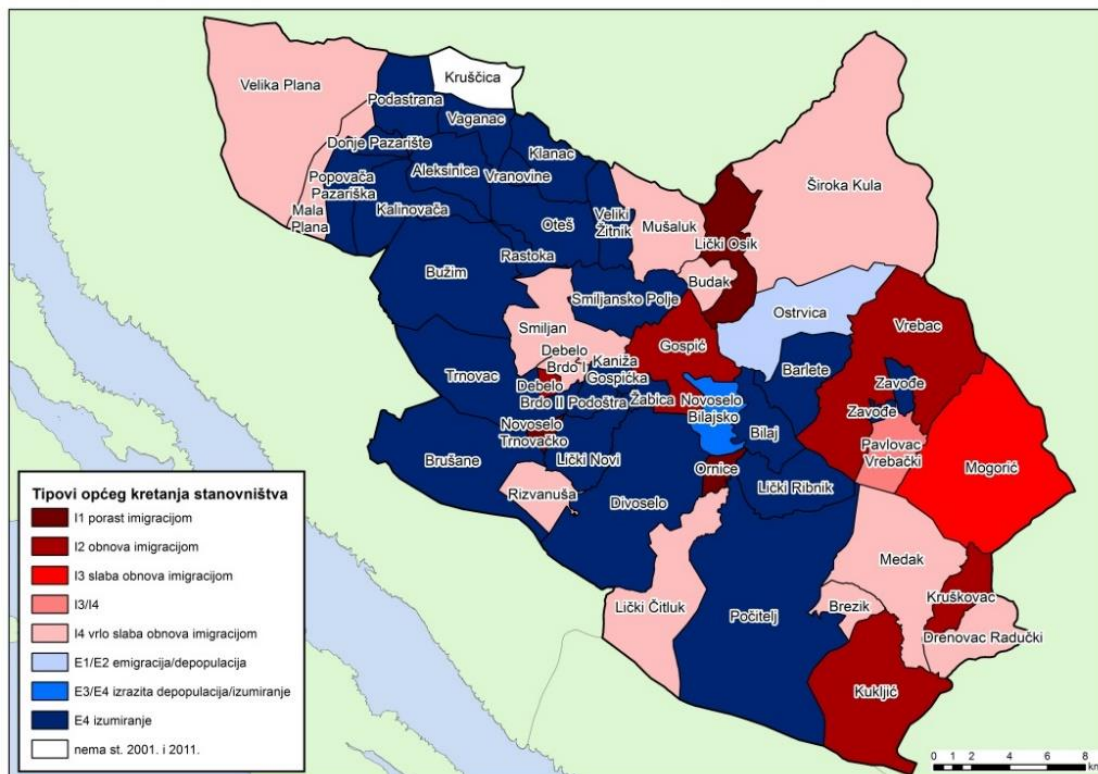 Velika Plana
Kruščica
Podastrana
Vaganac
Donje Pazarište
Klanac
Aleksinica
Vranovine
Popovača
Pazariška
Kalinovača
Mala
Plana
Široka Kula
Oteš
Veliki
Žitnik
Mušaluk
Lički Osik
Rastoka
Bužim
Budak
Smiljansko Polje
Ostrvica
Smiljan
Vrebac
Gospić
Debelo
Brdo I
Kaniža
Gospićka
Trnovac
Barlete
Debelo
Brdo II
Podoštra
Žabica
Novoselo
Bilajsko
Zavođe
Zavođe
Novoselo
Trnovačko
Bilaj
Pavlovac
Vrebački
Brušane
Lički Novi
Ornice
Mogorić
Lički Ribnik
Rizvanuša
Divoselo
Medak
Lički Čitluk
Počitelj
Brezik
Kruškovac
Drenovac Radučki
Kukljić
Tipovi općeg kretanja stanovništva
I1 porast imigracijom
I2 obnova imigracijom
I3 slaba obnova imigracijom
I3/I4
I4 vrlo slaba obnova imigracijom
E1/E2 emigracija/depopulacija
E3/E4 izrazita depopulacija/izumiranje
E4 izumiranje
nema st. 2001. i 2011.
0 1 2 4 6 8
km